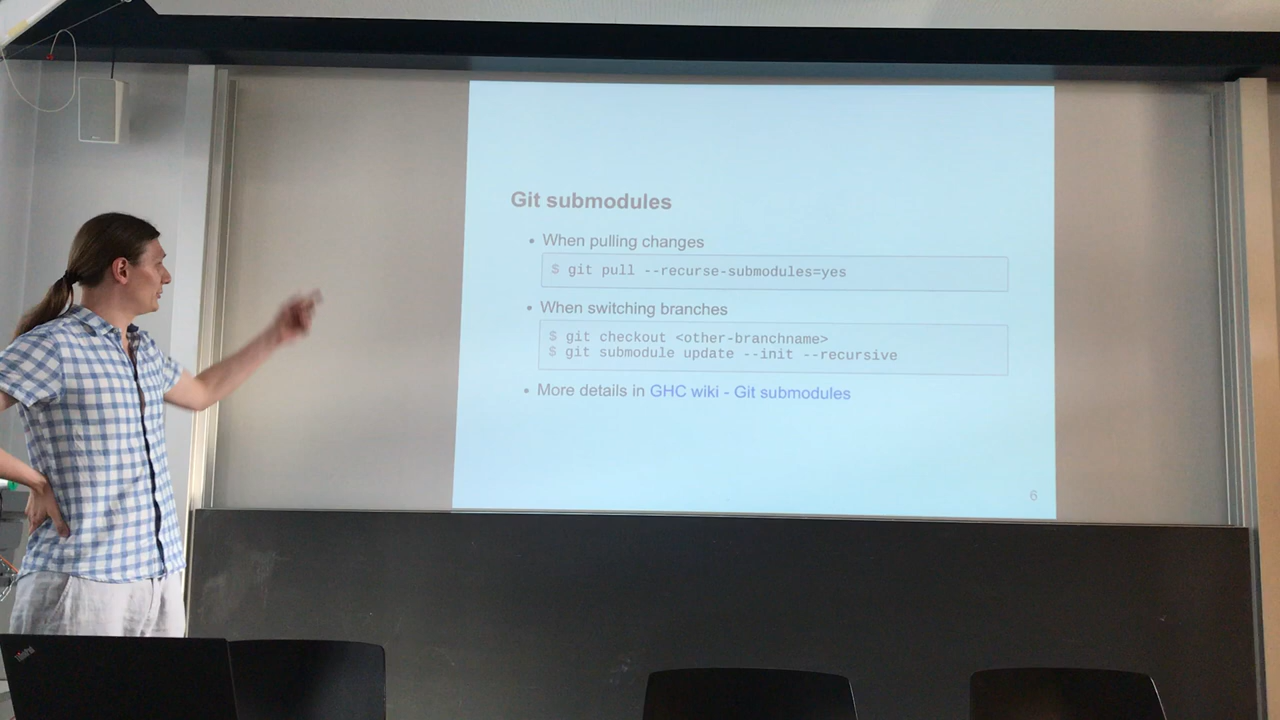 Git submodules
• When pulling changes
$ git pull --recurse-submodules=yes
• When switching branches
$ git checkout <other-branchname>
$ git submodule update --init --recursive
• More details in GHC wiki - Git submodules
6
ThinkPad